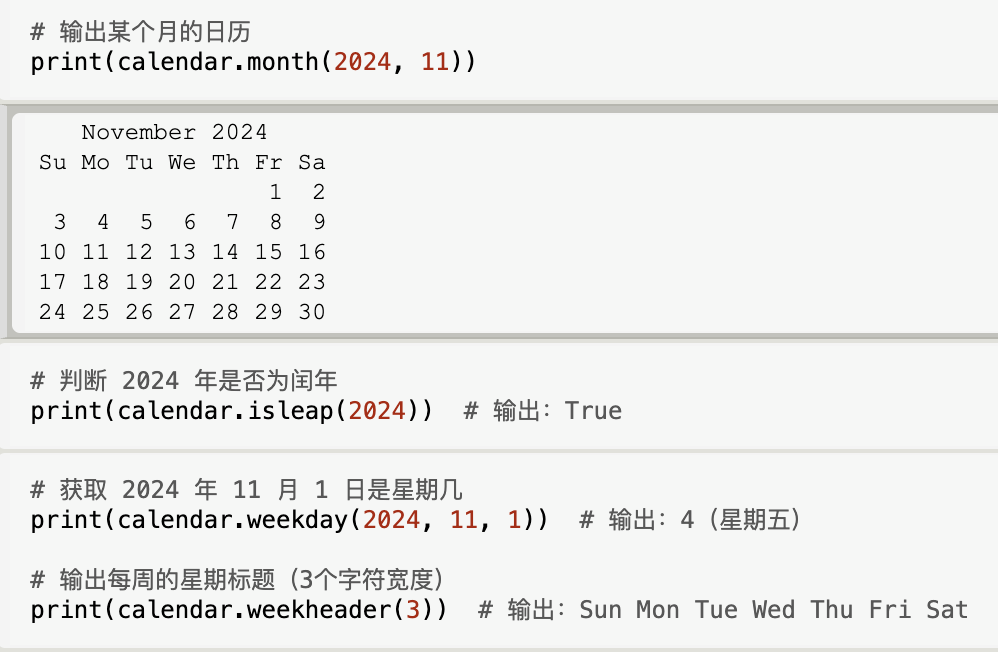 # 输出某个月的日历
print(calendar.month(2024, 11))
November 2024
Su Mo Tu We Th Fr Sa
1 2
3 4 5 6 7 8 9
10 11 12 13 14 15 16
17 18 19 20 21 22 23
24 25 26 27 28 29 30
# 判断 2024 年是否为闰年
print(calendar.isleap(2024)) # 输出：True
# 获取 2024 年 11 月 1 日是星期几
print(calendar.weekday(2024, 11, 1)) # 输出：4（星期五）
# 输出每周的星期标题（3个字符宽度）
print(calendar.weekheader(3)) # 输出：Sun Mon Tue Wed Thu Fri Sat